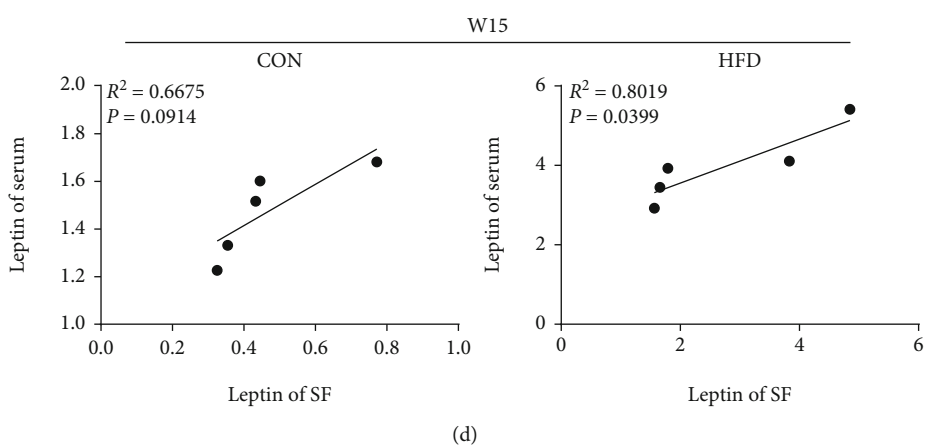 W15
CON
R² = 0.6675
P = 0.0914
Leptin of serum
2.0
1.8
1.6
1.4
1.2
1.0
0.0 0.2 0.4 0.6 0.8 1.0
Leptin of SF
HFD
R² = 0.8019
P = 0.0399
Leptin of serum
6
4
2
0
0 2 4 6
Leptin of SF
(d)